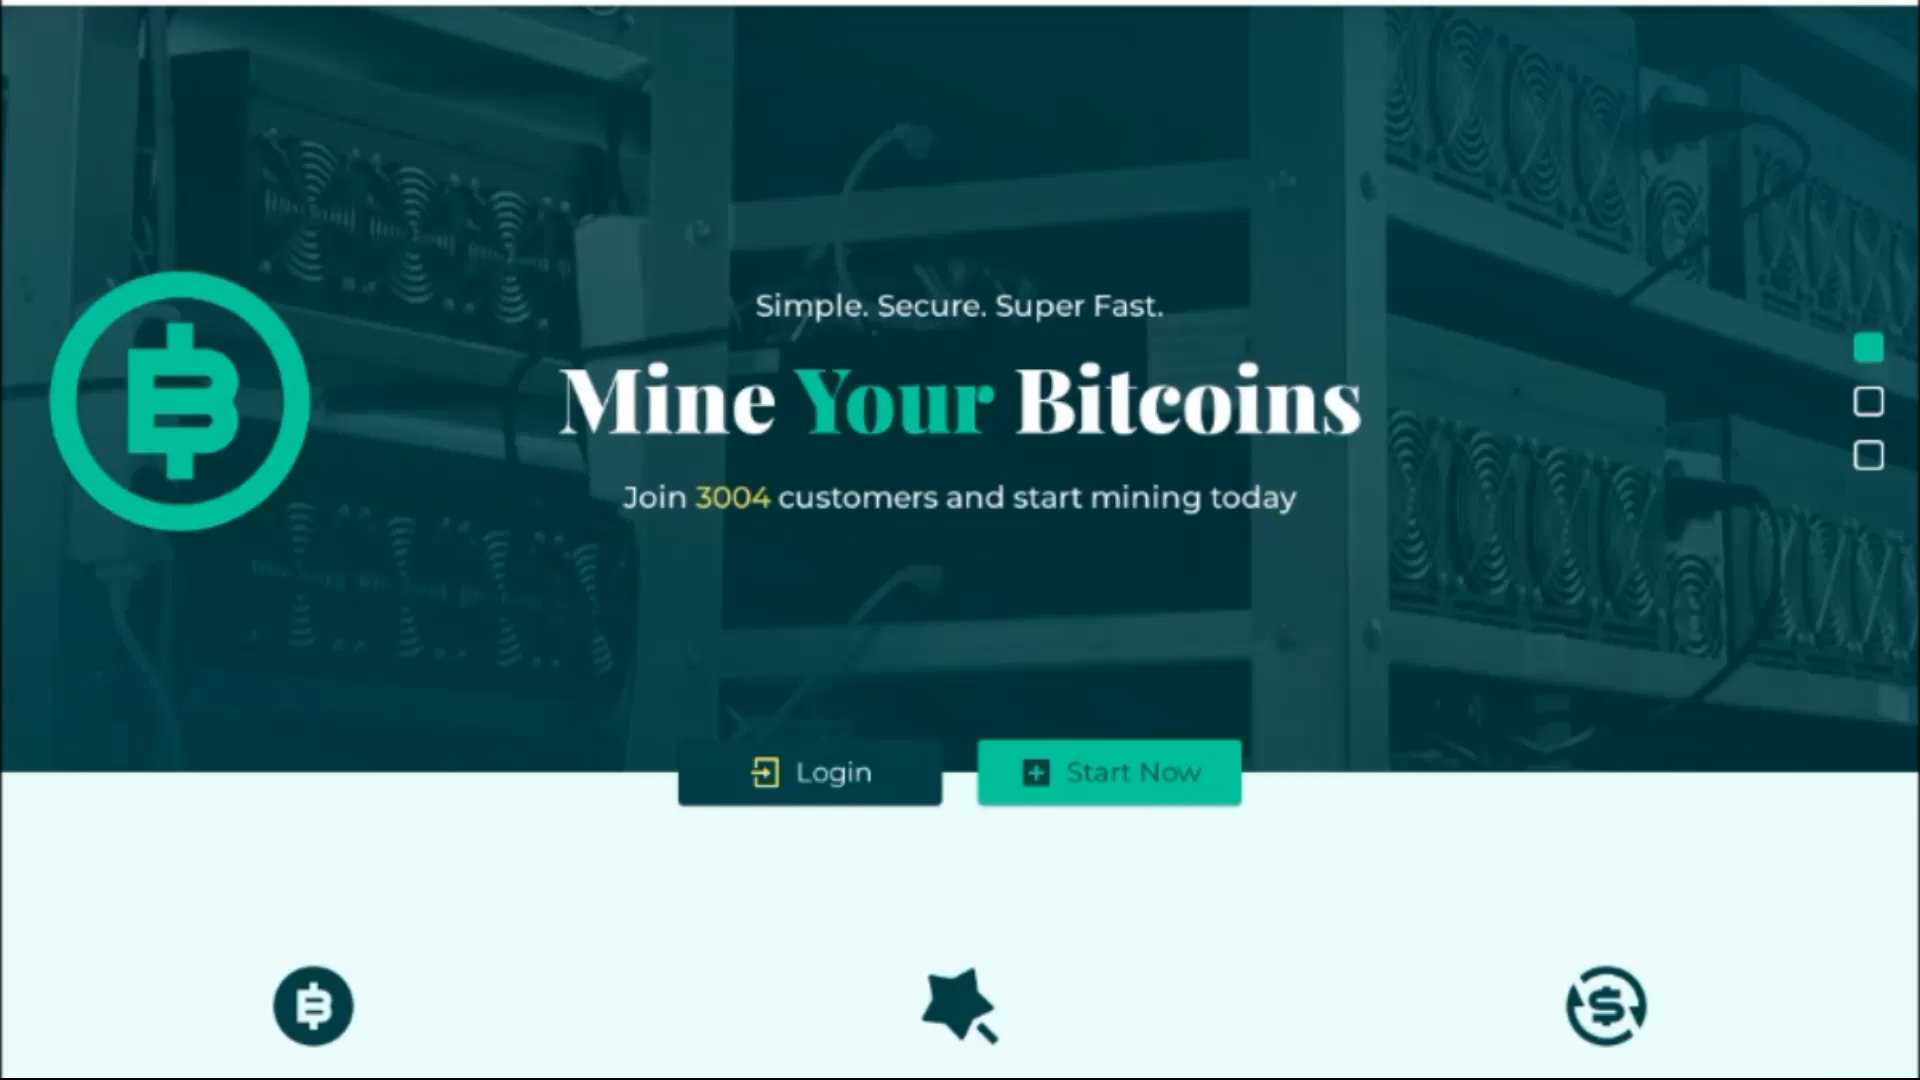 Simple. Secure. Super Fast.
Mine Your Bitcoins
Join 3004 customers and start mining today
Login
Start Now